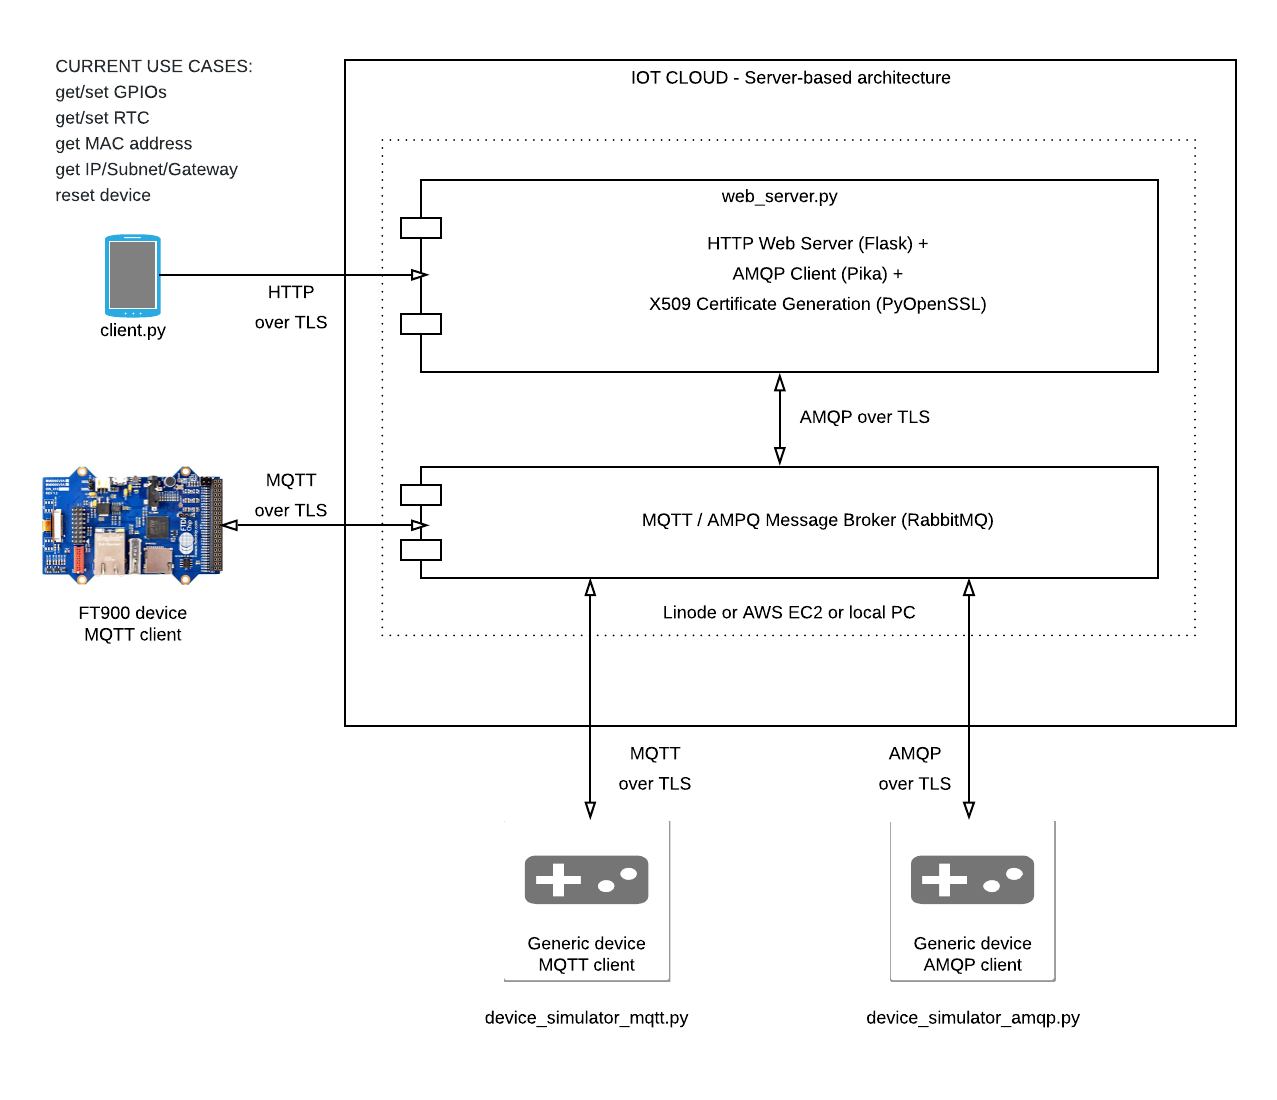 CURRENT USE CASES:
get/set GPIOs
get/set RTC
get MAC address
get IP/Subnet/Gateway
reset device
IOT CLOUD - Server-based architecture
web_server.py
HTTP Web Server (Flask) +
AMQP Client (Pika) +
X509 Certificate Generation (PyOpenSSL)
client.py
HTTP
over TLS
AMQP over TLS
MQTT
over TLS
MQTT / AMPQ Message Broker (RabbitMQ)
FT900 device
MQTT client
Linode or AWS EC2 or local PC
MQTT
over TLS
AMQP
over TLS
Generic device
MQTT client
Generic device
AMQP client
device_simulator_mqtt.py
device_simulator_amqp.py